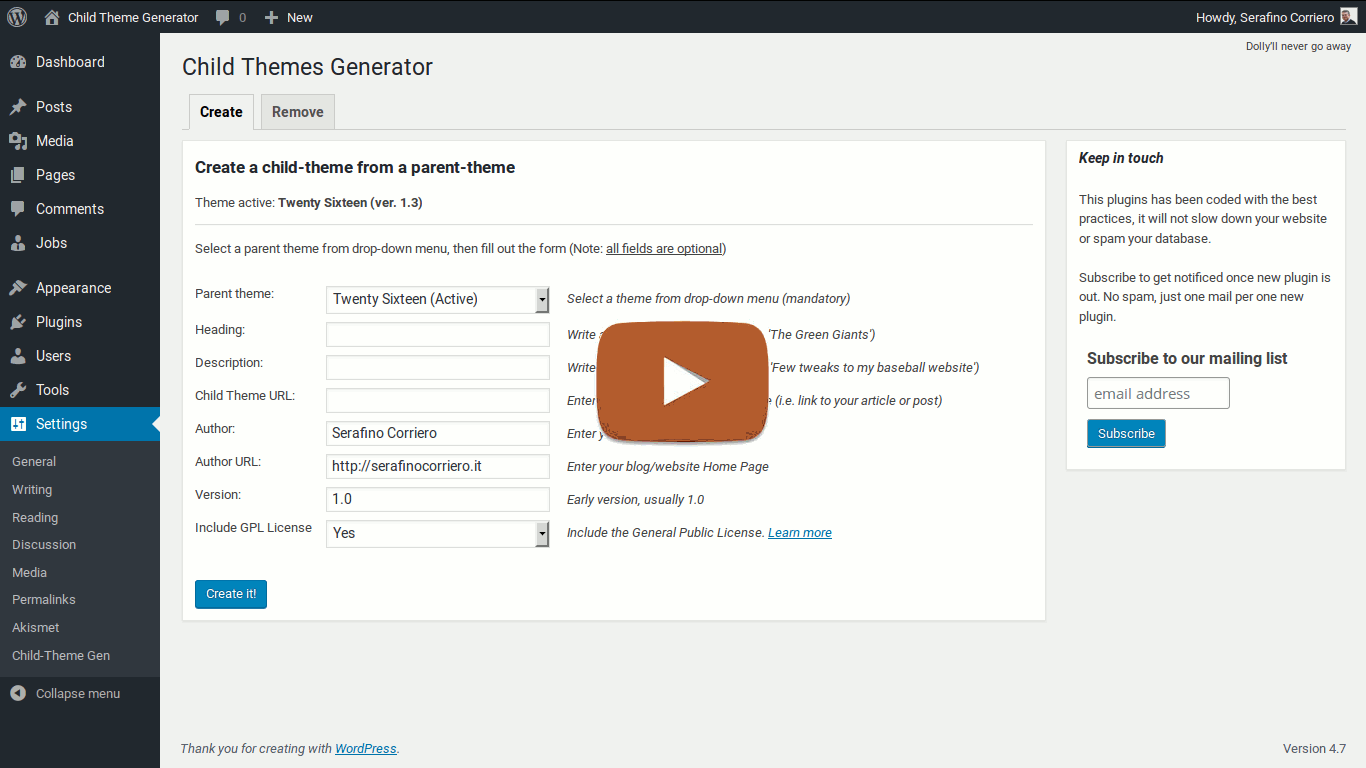 Child Theme Generator 0 New Howdy, Serafino Corriero
Dolly'll never go away
Dashboard
Posts
Media
Pages
Comments
Jobs
Appearance
Plugins
Users
Tools
Settings
General
Writing
Reading
Discussion
Media
Permalinks
Akismet
Child-Theme Gen
Collapse menu
Child Themes Generator
Create Remove
Create a child-theme from a parent-theme
Theme active: Twenty Sixteen (ver. 1.3)
Select a parent theme from drop-down menu, then fill out the form (Note: all fields are optional)
Parent theme: Twenty Sixteen (Active) Select a theme from drop-down menu (mandatory)
Heading: Write 'The Green Giants')
Description: Write 'Few tweaks to my baseball website')
Child Theme URL: Enter (i.e. link to your article or post)
Author: Serafino Corriero Enter
Author URL: http://serafinocorriero.it Enter your blog/website Home Page
Version: 1.0 Early version, usually 1.0
Include GPL License Yes Include the General Public License. Learn more
Create it!
Keep in touch
This plugins has been coded with the best
practices, it will not slow down your website
or spam your database.
Subscribe to get notificed once new plugin is
out. No spam, just one mail per one new
plugin.
Subscribe to our mailing list
email address
Subscribe
Thank you for creating with WordPress. Version 4.7